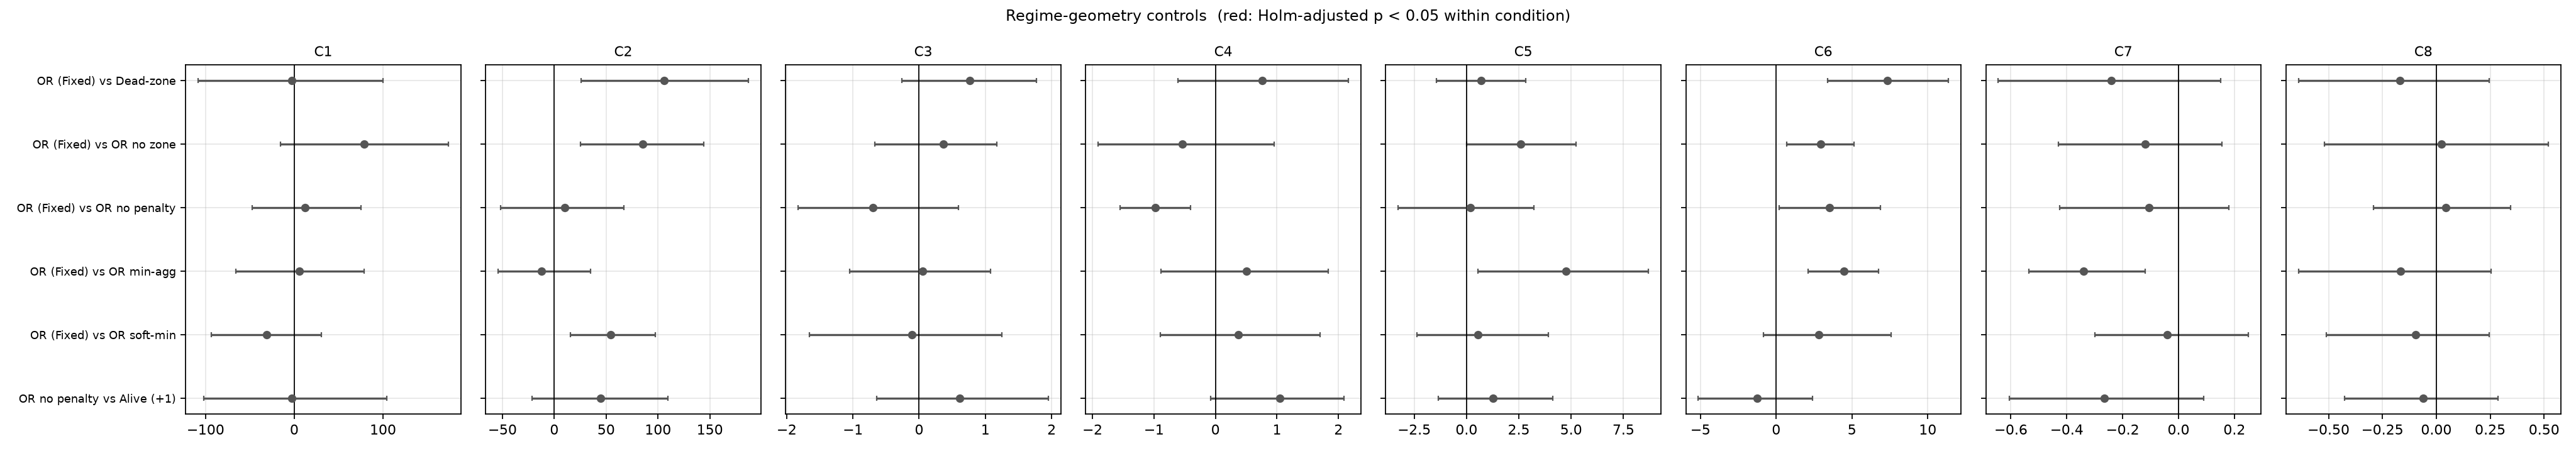 Regime-geometry controls  (red: Holm-adjusted p < 0.05 within condition)
C1 C2 C3 C4 C5 C6 C7 C8
OR (Fixed) vs Dead-zone
OR (Fixed) vs OR no zone
OR (Fixed) vs OR no penalty
OR (Fixed) vs OR min-agg
OR (Fixed) vs OR soft-min
OR no penalty vs Alive (+1)
−100 0 100 −50 0 50 100 150 −2 −1 0 1 2 −2 −1 0 1 2 −2.5 0.0 2.5 5.0 7.5 −5 0 5 10 −0.6 −0.4 −0.2 0.0 0.2 −0.50 −0.25 0.00 0.25 0.50